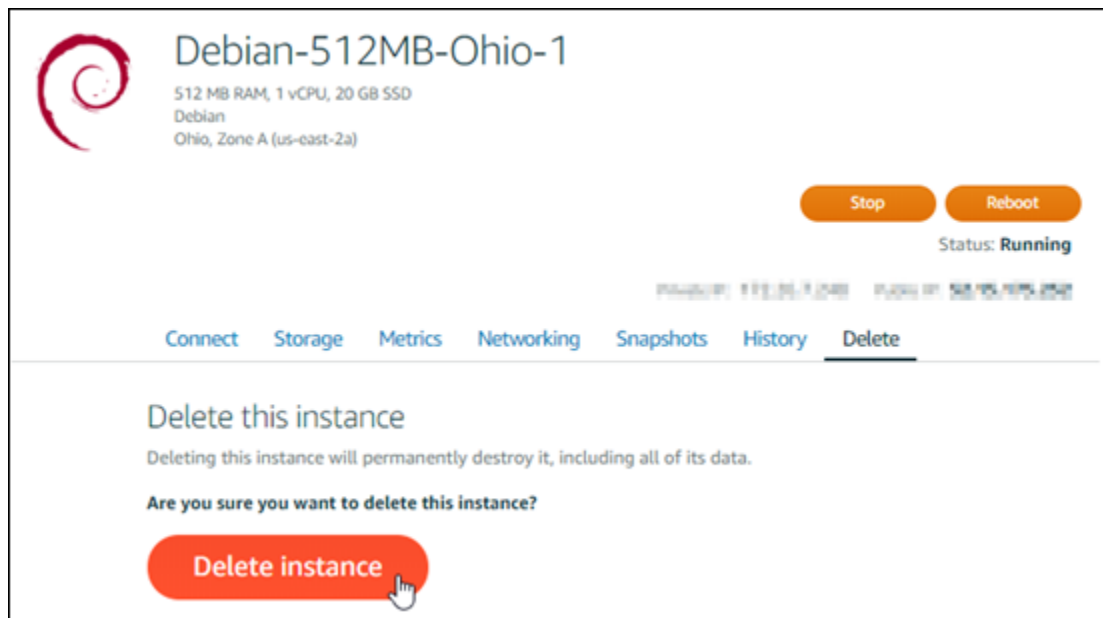 Debian-512MB-Ohio-1
512 MB RAM, 1 vCPU, 20 GB SSD
Debian
Ohio, Zone A (us-east-2a)
Stop Reboot
Status: Running
Connect Storage Metrics Networking Snapshots History Delete
Delete this instance
Deleting this instance will permanently destroy it, including all of its data.
Are you sure you want to delete this instance?
Delete instance